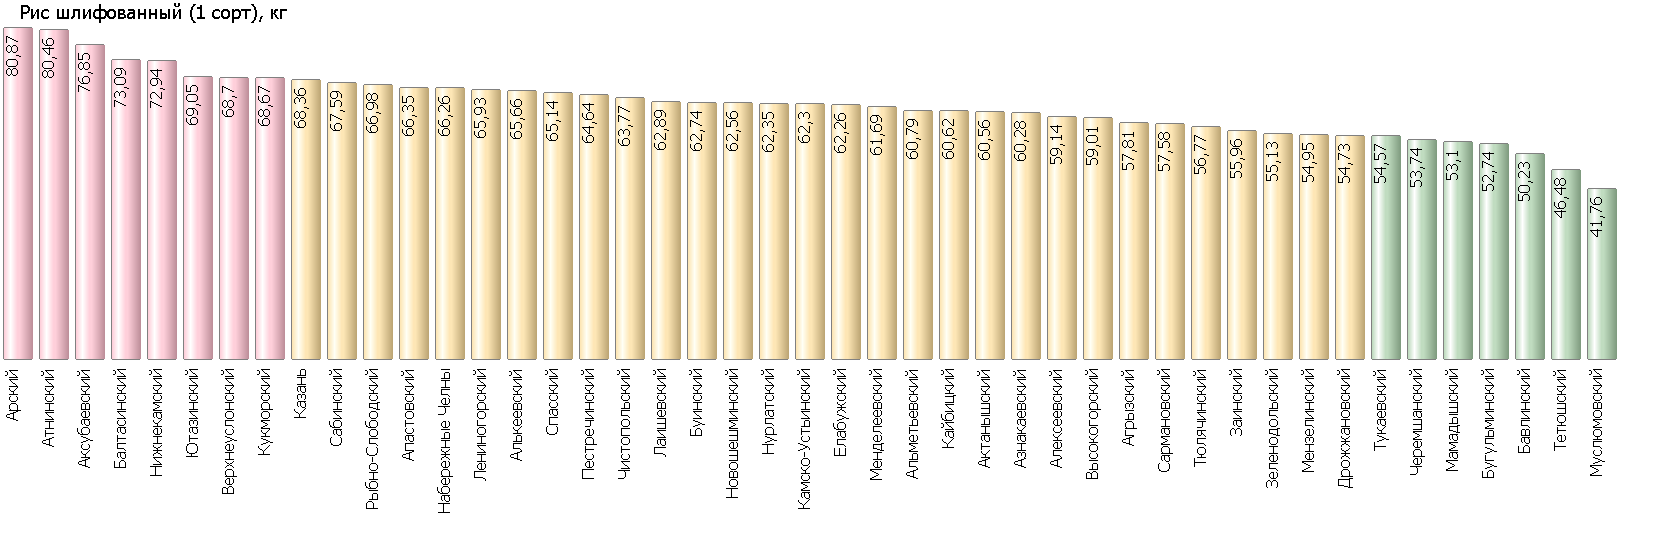 Рис шлифованный (1 сорт), кг
80,87
80,46
76,85
73,09
72,94
69,05
68,7
68,67
68,36
67,59
66,98
66,35
66,26
65,93
65,66
65,14
64,64
63,77
62,89
62,74
62,56
62,35
62,3
62,26
61,69
60,79
60,62
60,56
60,28
59,14
59,01
57,81
57,58
56,77
55,96
55,13
54,95
54,73
54,57
53,74
53,1
52,74
50,23
46,48
41,76
Арский
Атнинский
Аксубаевский
Балтасинский
Нижнекамский
Ютазинский
Верхнеуслонский
Кукморский
Казань
Сабинский
Рыбно-Слободский
Апастовский
Набережные Челны
Лениногорский
Алькеевский
Спасский
Пестречинский
Чистопольский
Лаишевский
Буинский
Новошешминский
Нурлатский
Камско-Устьинский
Елабужский
Менделеевский
Альметьевский
Кайбицкий
Актанышский
Азнакаевский
Алексеевский
Высокогорский
Агрызский
Сармановский
Тюлячинский
Заинский
Зеленодольский
Мензелинский
Дрожжановский
Тукаевский
Черемшанский
Мамадышский
Бугульминский
Бавлинский
Тетюшский
Муслюмовский